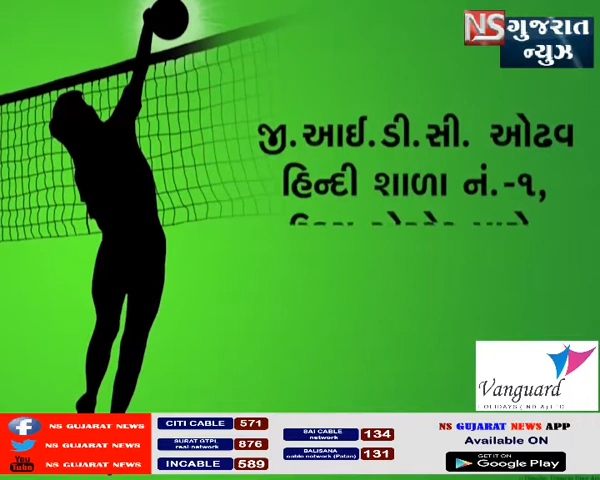 NS ગુજરાત
ન્યુઝ
જી.આઈ.ડી.સી. ઓઢવ
હિન્દી શાળા નં.-૧,
Vanguard
NS GUJARAT NEWS
NS GUJARAT NEWS
You
Tube
NS GUJARAT NEWS
CITI CABLE 571
SURAT GTPL
real network 876
INCABLE 589
SAI CABLE
network 134
BALISANA
cable network (Patan) 131
NS GUJARAT NEWS APP
Available ON
GET IT ON
Google Play